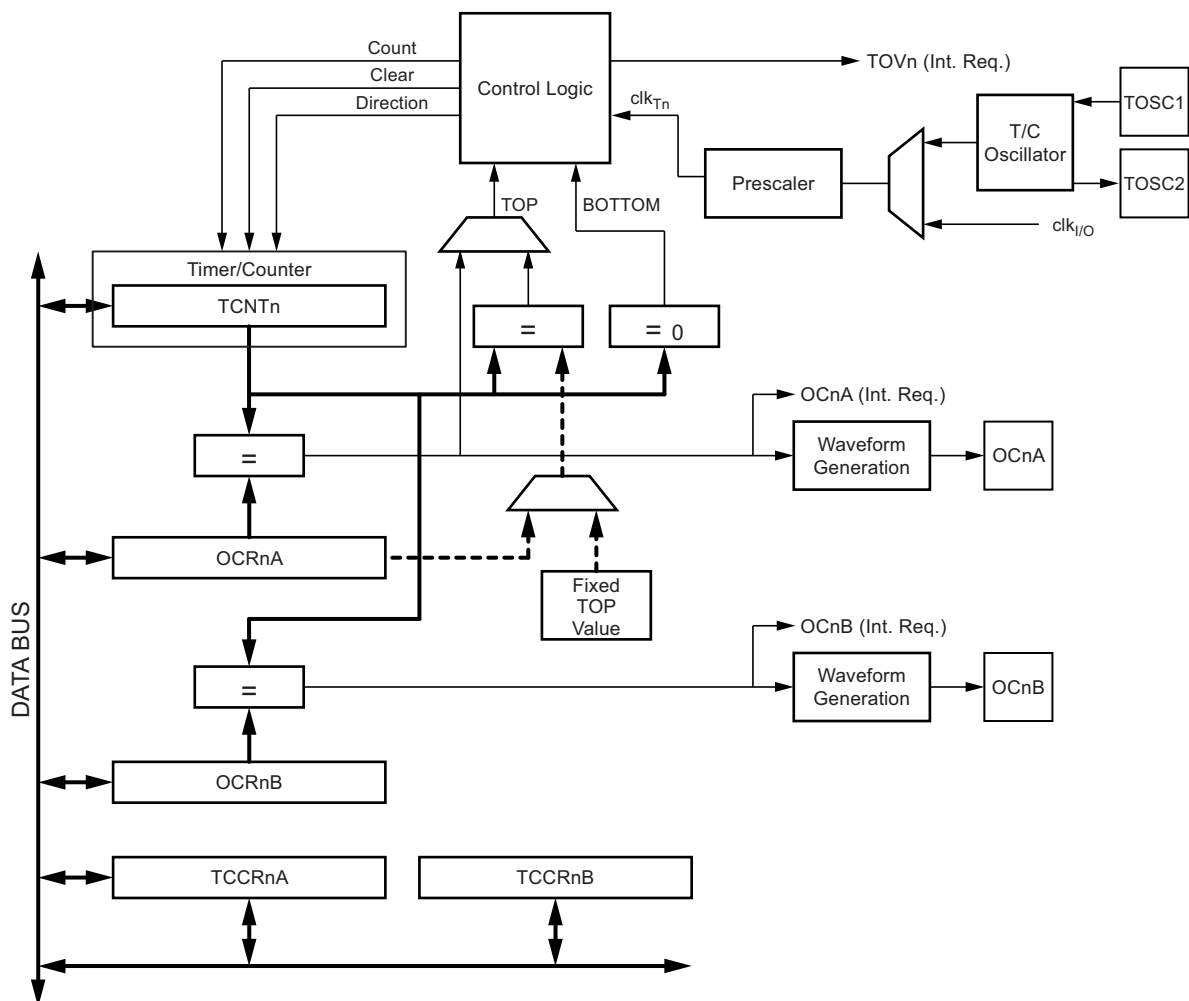 Count
Clear
Direction
Control Logic
TOVn (Int. Req.)
clkTn
TOSC1
T/C
Oscillator
TOSC2
Prescaler
clkI/O
TOP
BOTTOM
Timer/Counter
TCNTn
=
= 0
OCnA (Int. Req.)
=
Waveform
Generation
OCnA
OCRnA
Fixed
TOP
Value
OCnB (Int. Req.)
=
Waveform
Generation
OCnB
DATA BUS
OCRnB
TCCRnA
TCCRnB